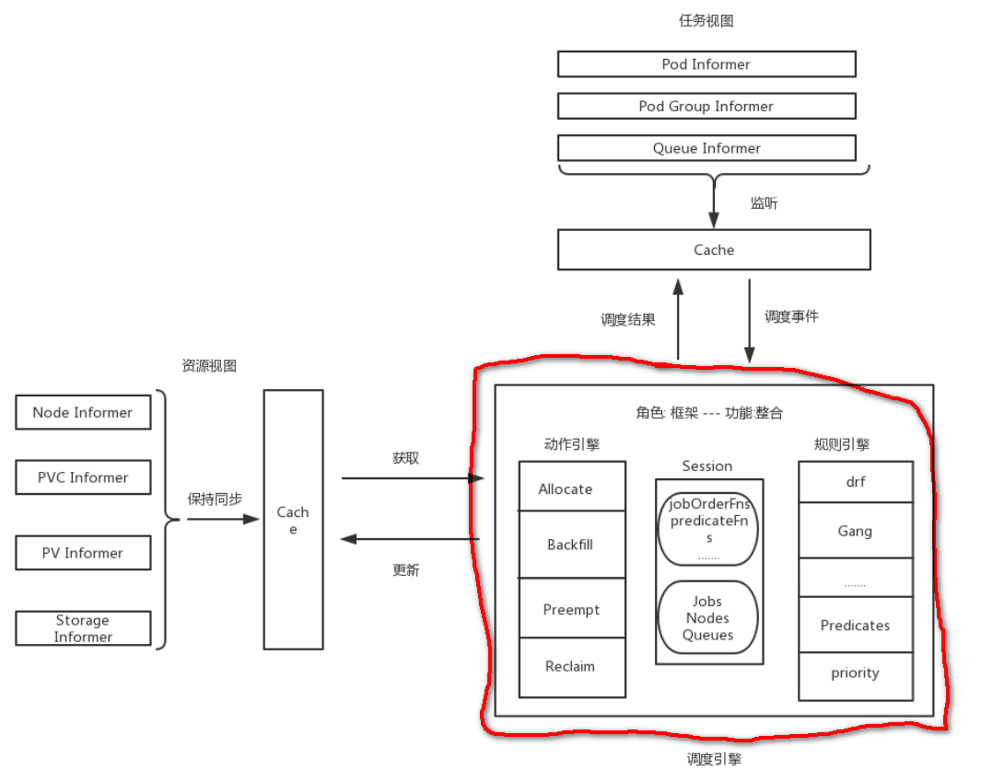 任务视图
Pod Informer
Pod Group Informer
Queue Informer
监听
Cache
调度结果
调度事件
资源视图
Node Informer
PVC Informer
PV Informer
Storage
Informer
保持同步
Cach
e
获取
更新
角色: 框架 --- 功能:整合
动作引擎
Allocate
Backfill
Preempt
Reclaim
Session
jobOrderFns
predicateFn
s
.......
Jobs
Nodes
Queues
规则引擎
drf
Gang
.......
Predicates
priority
调度引擎